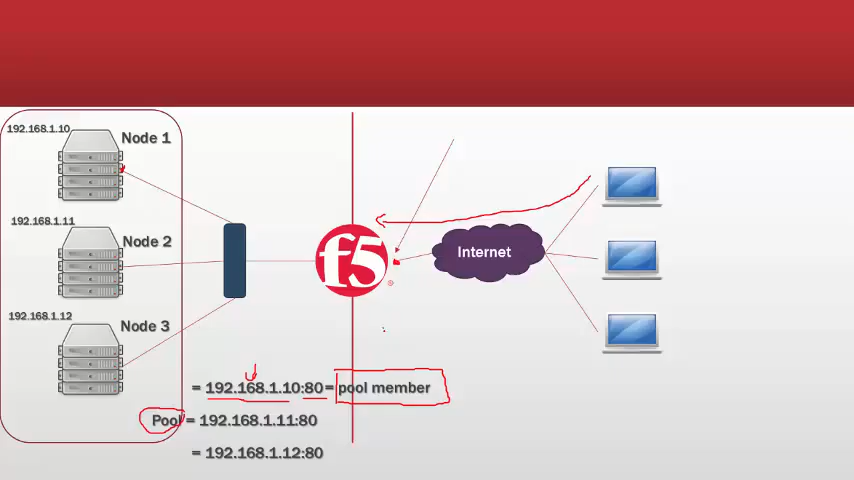 192.168.1.10
Node 1
192.168.1.11
Node 2
192.168.1.12
Node 3
f5
Internet
= 192.168.1.10:80 = pool member
Pool = 192.168.1.11:80
= 192.168.1.12:80